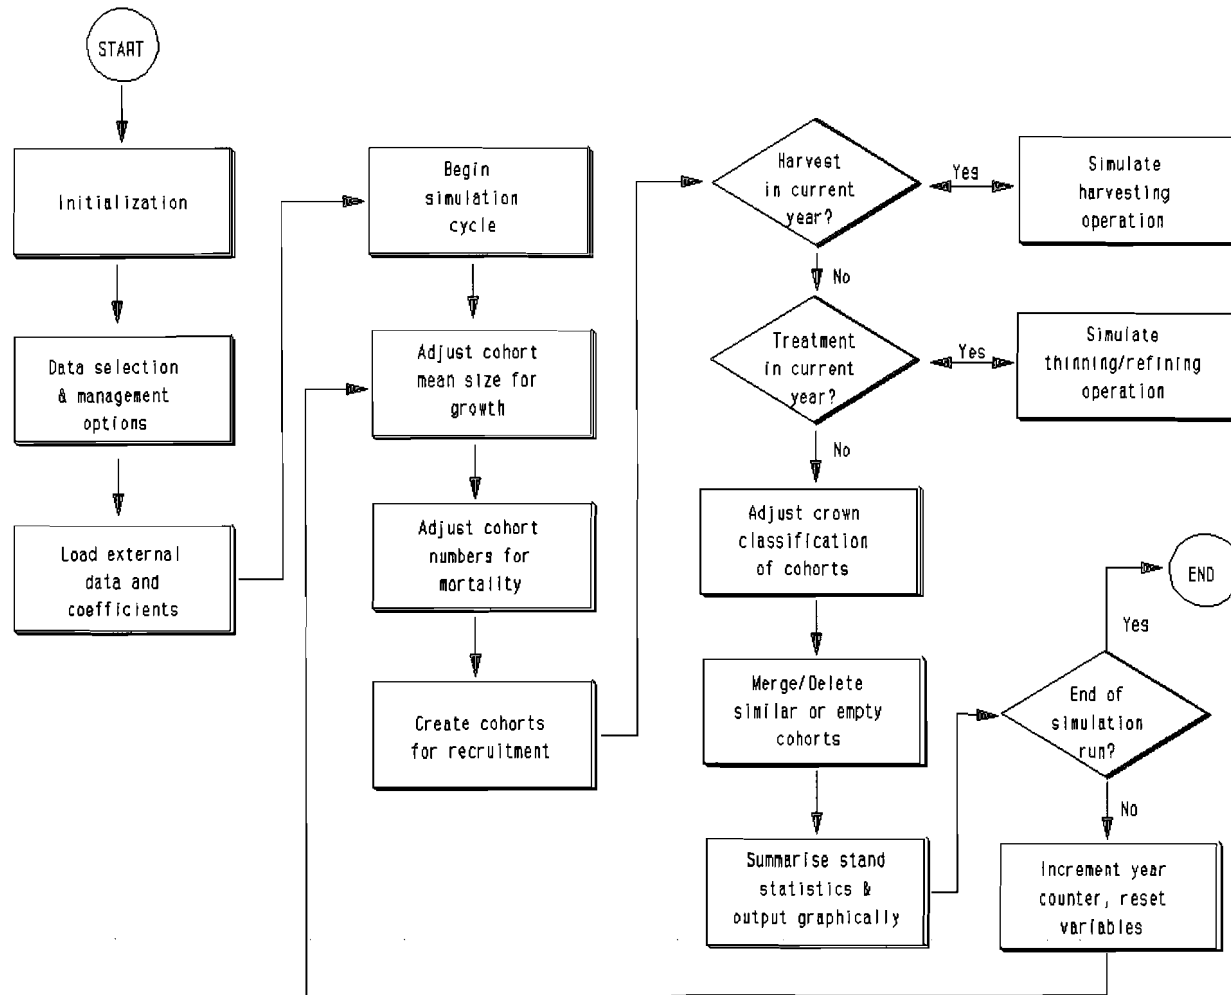 START
Initialization
Data selection
& management
options
Load external
data and
coefficients
Begin
simulation
cycle
Adjust cohort
mean size for
growth
Adjust cohort
numbers for
mortality
Create cohorts
for recruitment
Harvest
in current
year?
Yes
Simulate
harvesting
operation
No
Treatment
in current
year?
Yes
Simulate
thinning/refining
operation
No
Adjust crown
classification
of cohorts
Merge/Delete
similar or empty
cohorts
Summarise stand
statistics &
output graphically
END
Yes
End of
simulation
run?
No
Increment year
counter, reset
variables